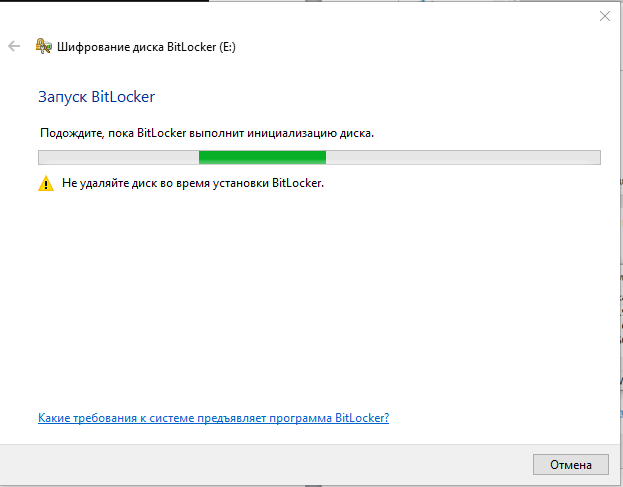 Шифрование диска BitLocker (E:)
Запуск BitLocker
Подождите, пока BitLocker выполнит инициализацию диска.
Не удаляйте диск во время установки BitLocker.
Какие требования к системе предъявляет программа BitLocker?
Отмена